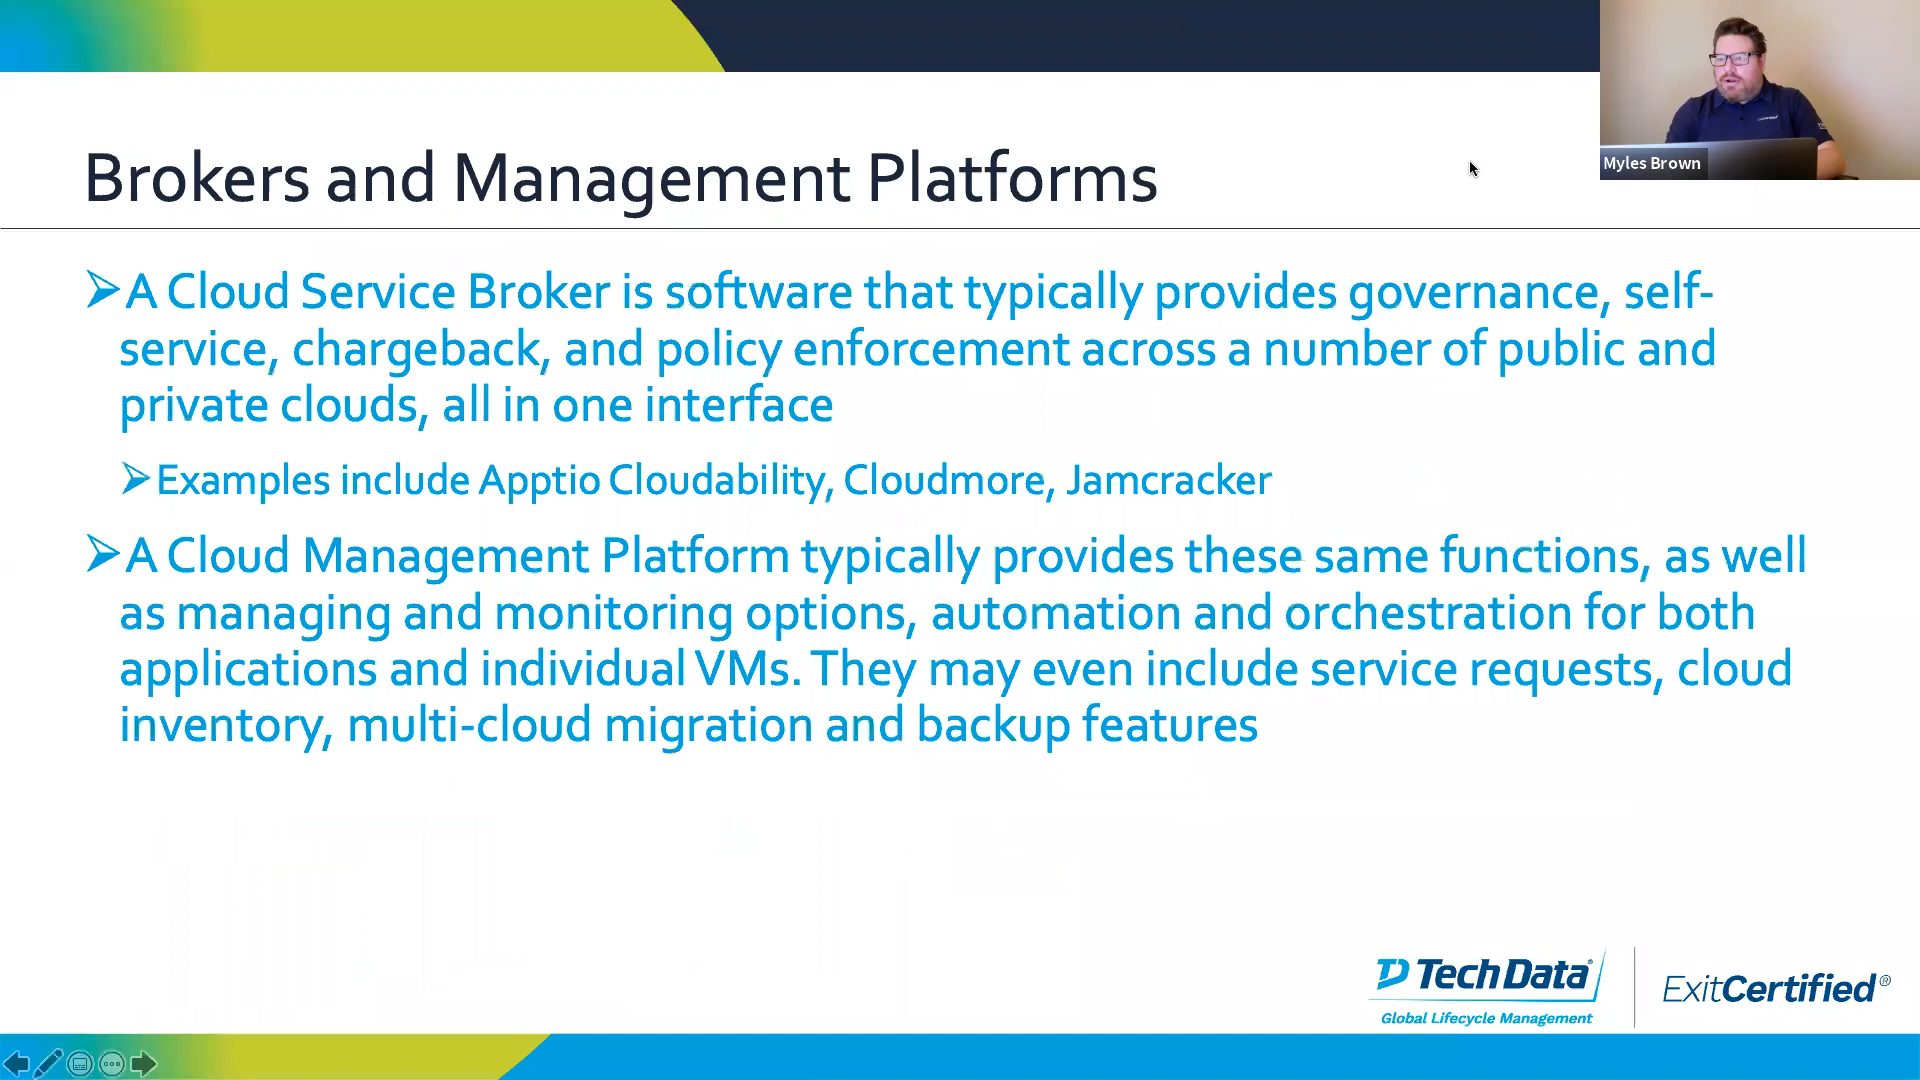 Myles Brown
Brokers and Management Platforms
A Cloud Service Broker is software that typically provides governance, self-
service, chargeback, and policy enforcement across a number of public and
private clouds, all in one interface
Examples include Apptio Cloudability, Cloudmore, Jamcracker
A Cloud Management Platform typically provides these same functions, as well
as managing and monitoring options, automation and orchestration for both
applications and individual VMs. They may even include service requests, cloud
inventory, multi-cloud migration and backup features
TD Tech Data®
Global Lifecycle Management
ExitCertified®